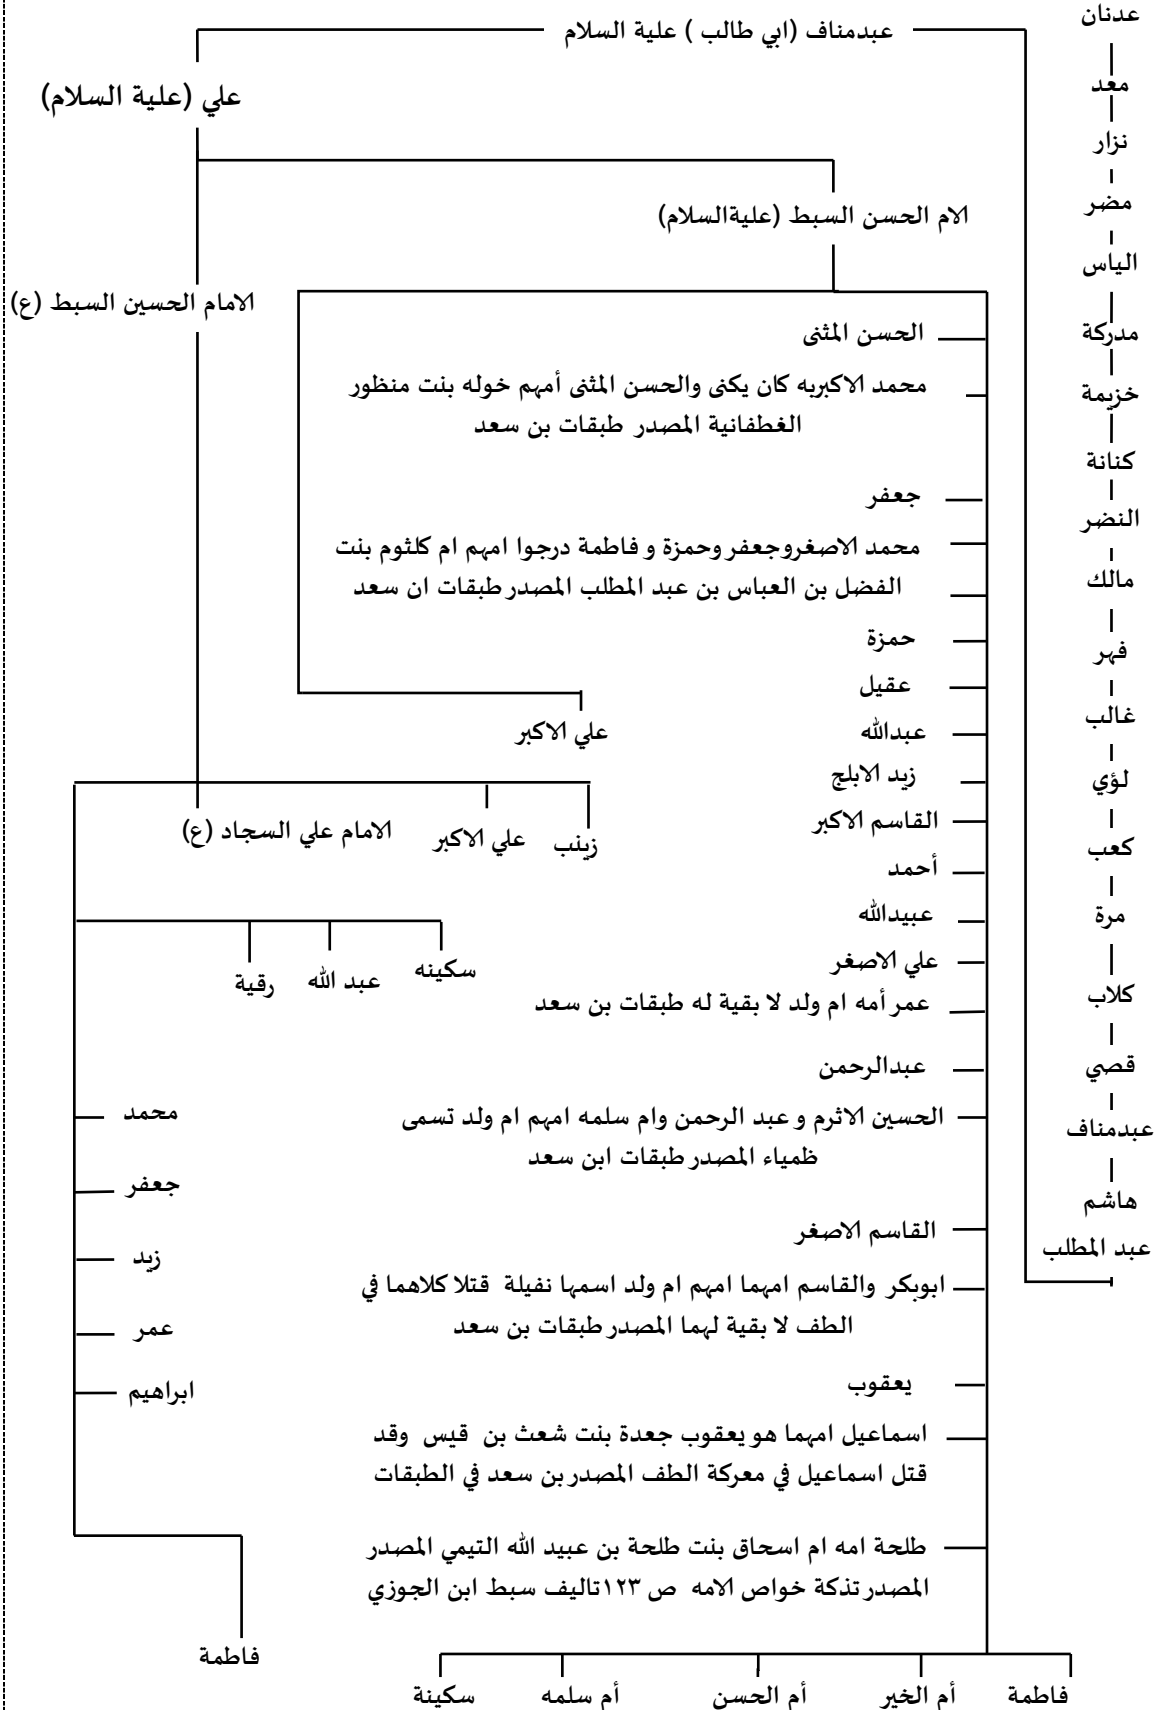 عدنان
معد
نزار
مضر
الياس
مدركة
خزيمة
كنانة
النضر
مالك
فهر
غالب
لؤي
كعب
مرة
كلاب
قصي
عبدمناف
هاشم
عبد المطلب
عبدمناف (ابي طالب ) علية السلام
علي (علية السلام)
الام الحسن السبط (عليةالسلام)
الامام الحسين السبط (ع)
الحسن المثنى
محمد الاكبربه كان يكنى والحسن المثنى أمهم خوله بنت منظور
الغطفانية المصدر طبقات بن سعد
جعفر
محمد الاصغروجعفر وحمزة و فاطمة درجوا امهم ام كلثوم بنت
الفضل بن العباس بن عبد المطلب المصدر طبقات ان سعد
حمزة
عقيل
عبدالله
زيد الابلج
القاسم الاكبر
أحمد
عبيدالله
علي الاصغر
عمر أمه ام ولد لا بقية له طبقات بن سعد
عبدالرحمن
الحسين الاثرم و عبد الرحمن وام سلمه امهم ام ولد تسمى
ظمياء المصدر طبقات ابن سعد
القاسم الاصغر
ابوبكر والقاسم امهما امهم ام ولد اسمها نفيلة قتلا كلاهما في
الطف لا بقية لهما المصدر طبقات بن سعد
يعقوب
اسماعيل امهما هو يعقوب جعدة بنت شعث بن قيس وقد
قتل اسماعيل في معركة الطف المصدر بن سعد في الطبقات
طلحة امه ام اسحاق بنت طلحة بن عبيد الله التيمي المصدر
المصدر تذكة خواص الامه ص ١٢٣تاليف سبط ابن الجوزي
فاطمة
أم الخير
أم الحسن
أم سلمه
سكينة
علي الاكبر
زينب
علي الاكبر
الامام علي السجاد (ع)
سكينه
عبد الله
رقية
محمد
جعفر
زيد
عمر
ابراهيم
فاطمة